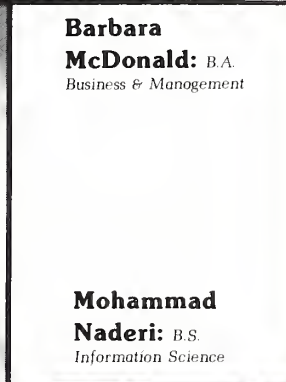 Barbara
McDonald: B.A.
Business & Management
Mohammad
Naderi: B.S.
Information Science